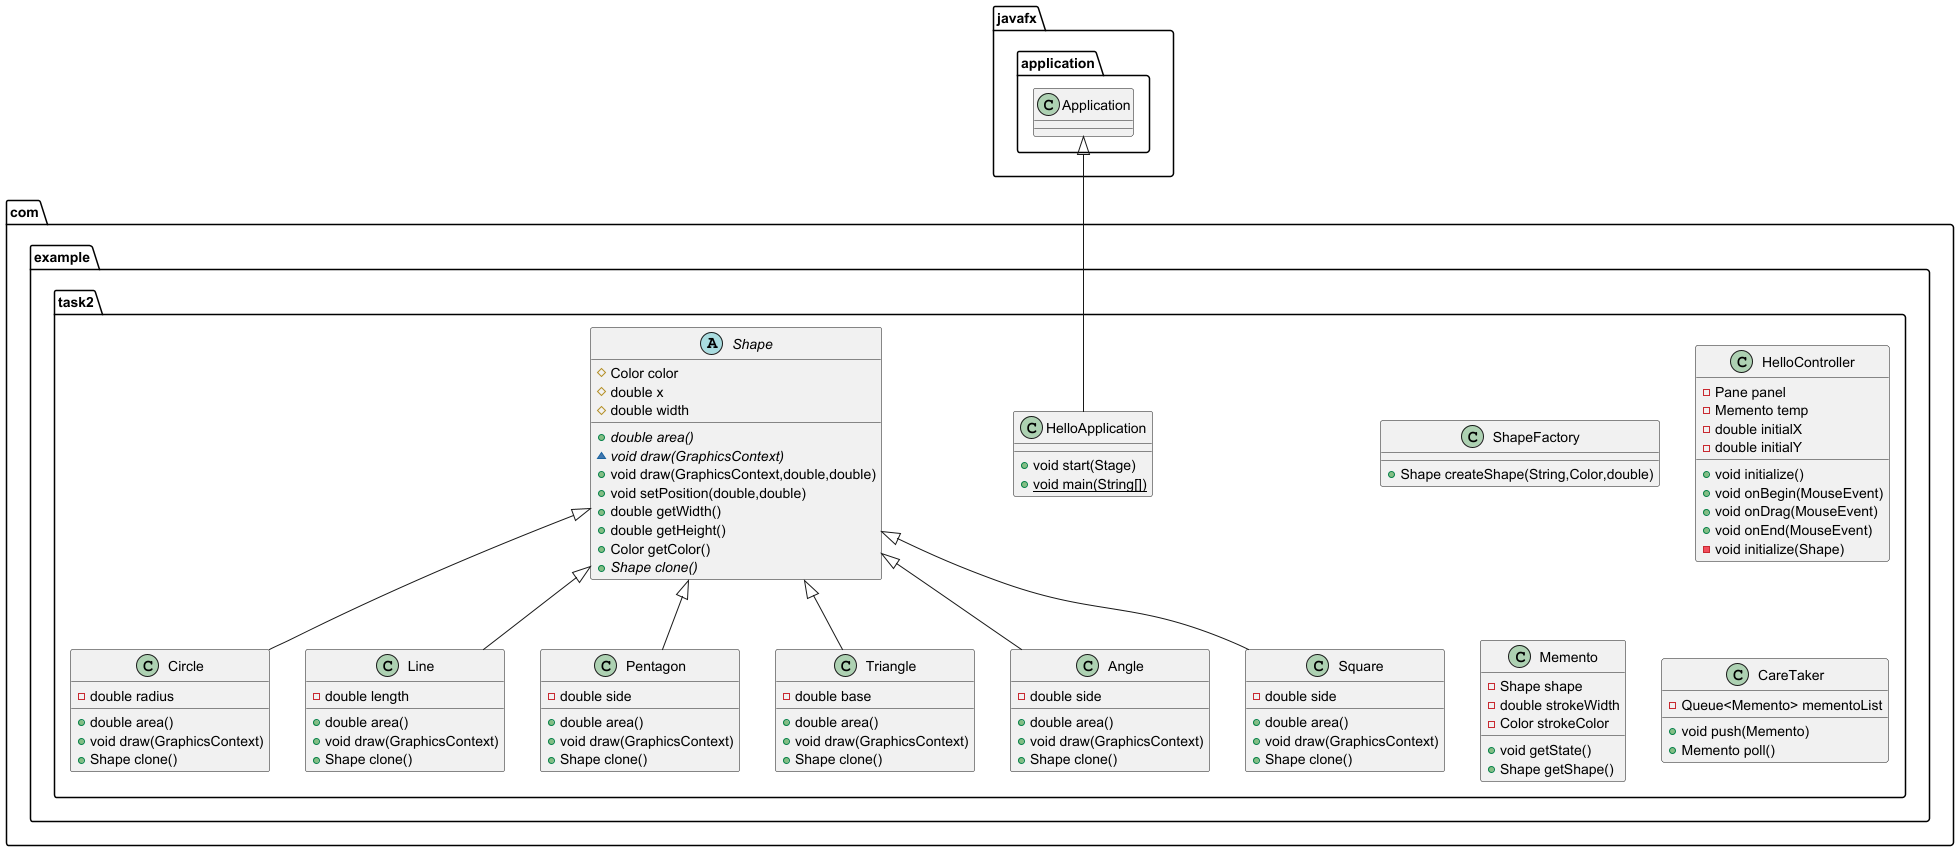 javafx
application
C Application
com
example
task2
A Shape
Color color
double x
double width
double area()
void draw(GraphicsContext)
void draw(GraphicsContext,double,double)
void setPosition(double,double)
double getWidth()
double getHeight()
Color getColor()
Shape clone()
C HelloApplication
void start(Stage)
void main(String[])
C ShapeFactory
Shape createShape(String,Color,double)
C HelloController
Pane panel
Memento temp
double initialX
double initialY
void initialize()
void onBegin(MouseEvent)
void onDrag(MouseEvent)
void onEnd(MouseEvent)
void initialize(Shape)
C Circle
double radius
double area()
void draw(GraphicsContext)
Shape clone()
C Line
double length
double area()
void draw(GraphicsContext)
Shape clone()
C Pentagon
double side
double area()
void draw(GraphicsContext)
Shape clone()
C Triangle
double base
double area()
void draw(GraphicsContext)
Shape clone()
C Angle
double side
double area()
void draw(GraphicsContext)
Shape clone()
C Square
double side
double area()
void draw(GraphicsContext)
Shape clone()
C Memento
Shape shape
double strokeWidth
Color strokeColor
void getState()
Shape getShape()
C CareTaker
Queue<Memento> mementoList
void push(Memento)
Memento poll()